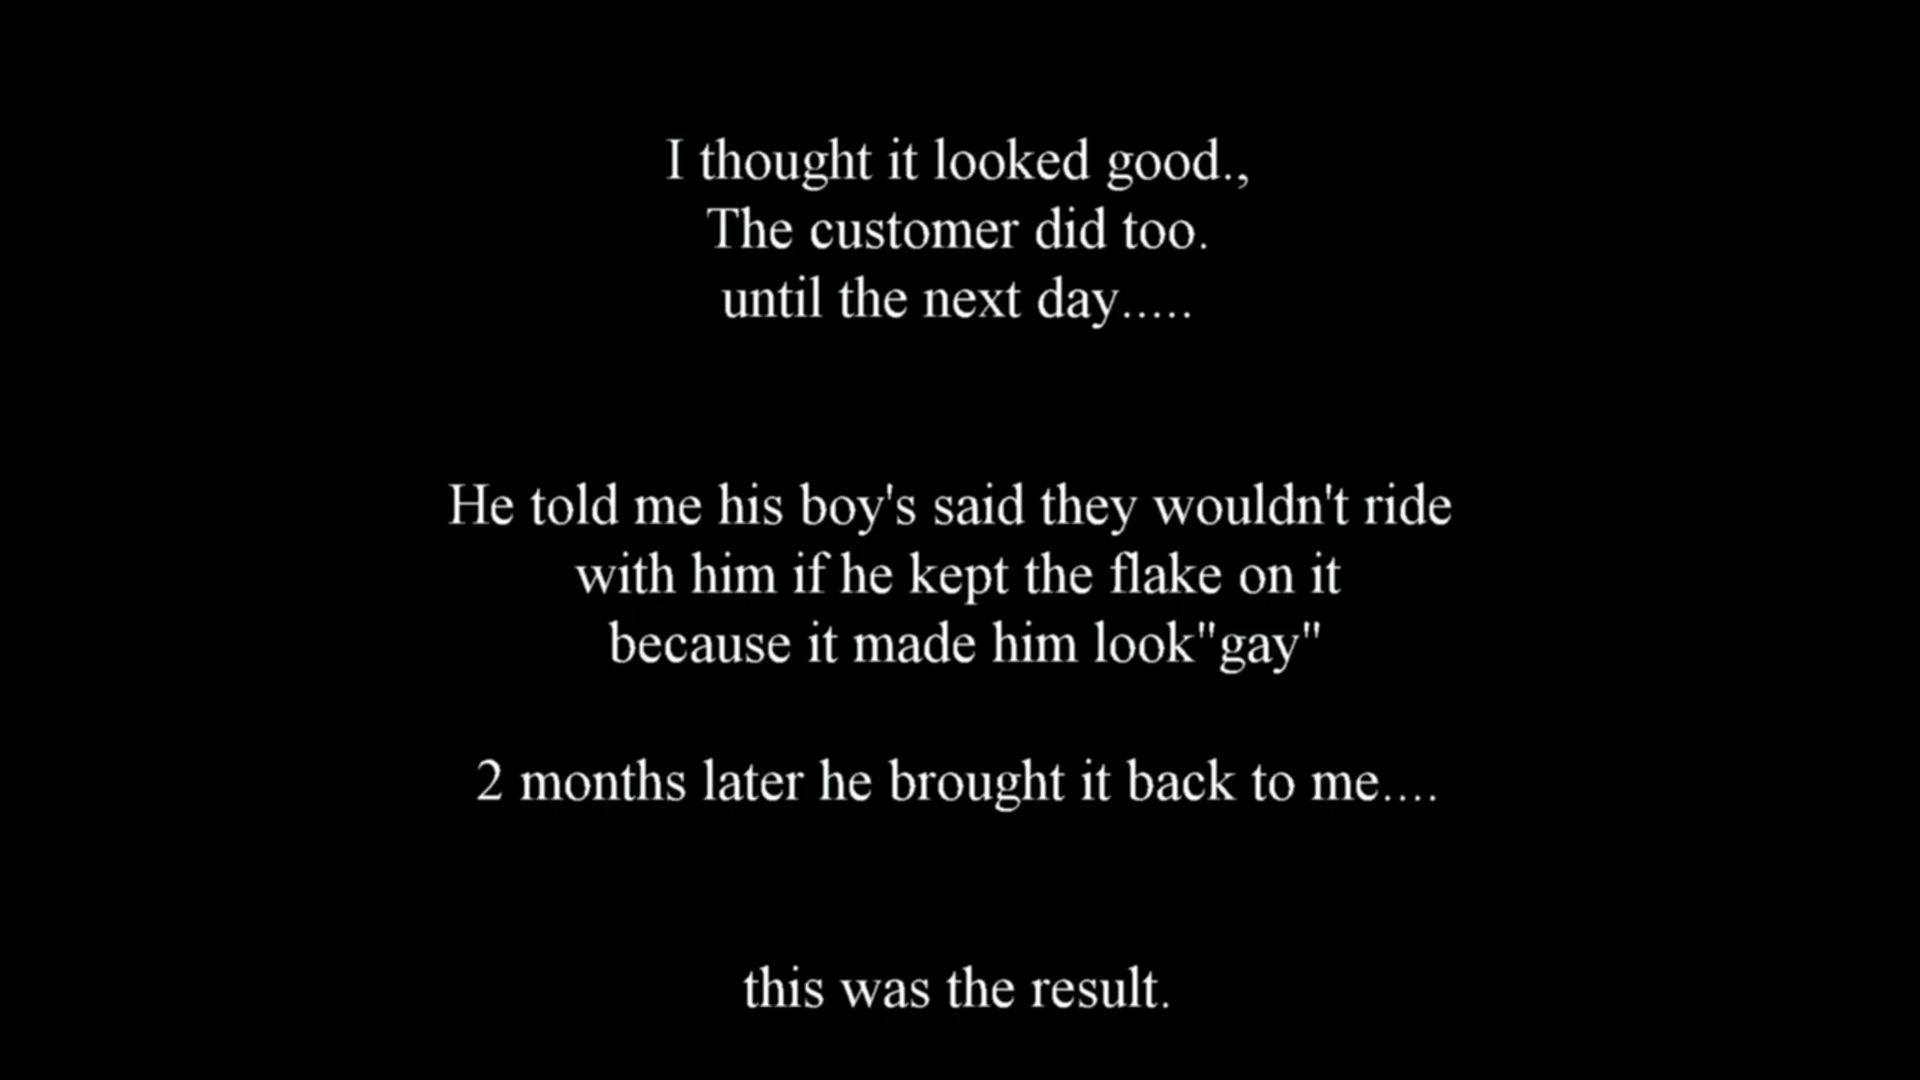 I thought it looked good.,
The customer did too.
until the next day.....
He told me his boy's said they wouldn't ride
with him if he kept the flake on it
because it made him look"gay"
2 months later he brought it back to me....
this was the result.